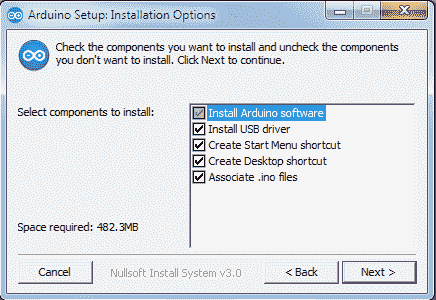 Arduino Setup: Installation Options
Check the components you want to install and uncheck the components
you don't want to install. Click Next to continue.
Select components to install:
Install Arduino software
Install USB driver
Create Start Menu shortcut
Create Desktop shortcut
Associate .ino files
Space required: 482.3MB
Cancel
Nullsoft Install System v3.0
< Back
Next >